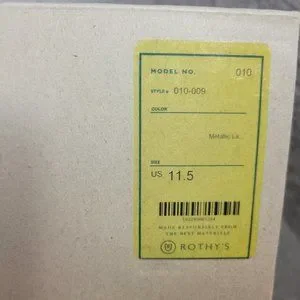 MODEL NO. 010
STYLE # 010-009
COLOR
Metallic
SIZE
US 11.5
MADE RESPONSIBLY FROM
THE BEST MATERIALS
ROTHY'S